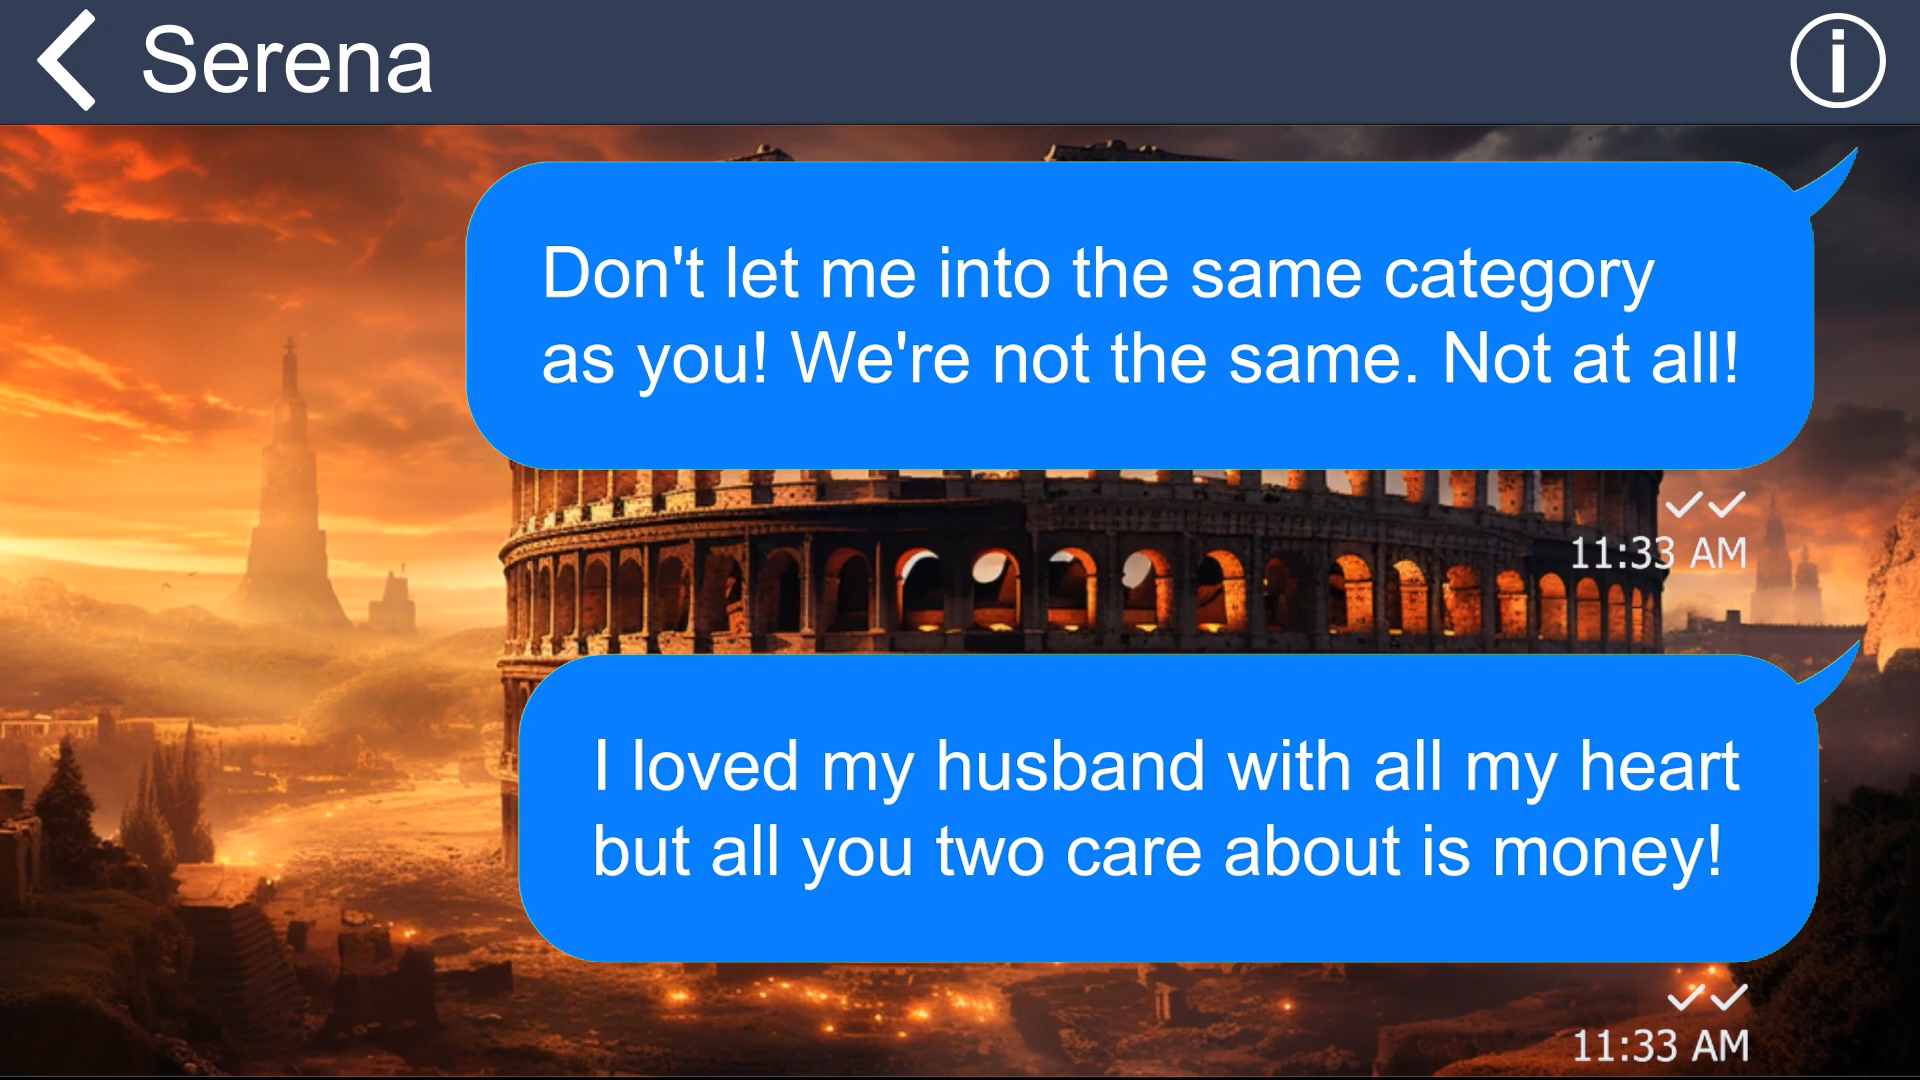 Serena
Don't let me into the same category
as you! We're not the same. Not at all!
11:33 AM
I loved my husband with all my heart
but all you two care about is money!
11:33 AM